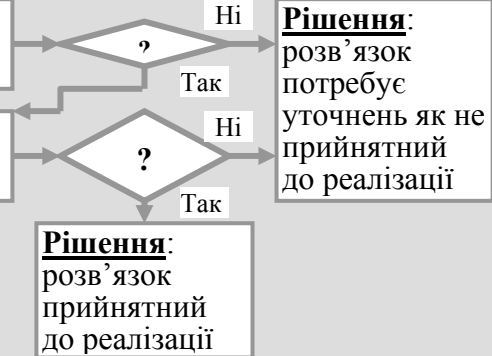 Ні
?
Так
Рішення:
розв’язок
потребує
уточнень як не
прийнятний
до реалізації
Ні
?
Так
Рішення:
розв’язок
прийнятний
до реалізації